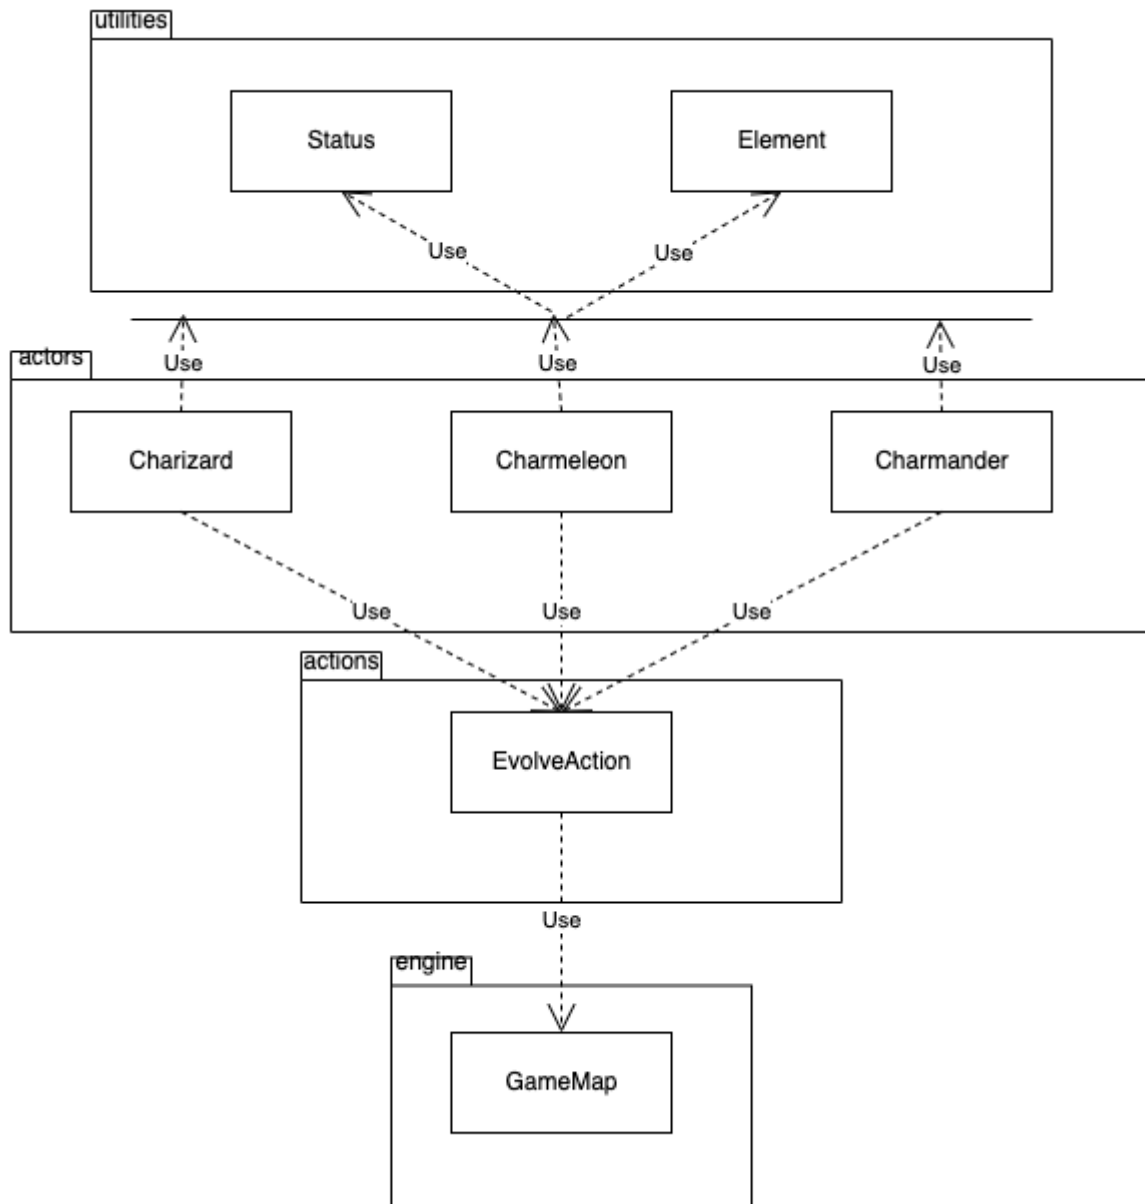 utilities
Status
Element
Use
Use
Use
Use
Use
actors
Charizard
Charmeleon
Charmander
Use
Use
Use
actions
EvolveAction
Use
engine
GameMap